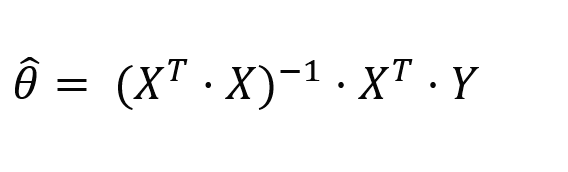 θ̂ = (Xᵀ · X)⁻¹ · Xᵀ · Y